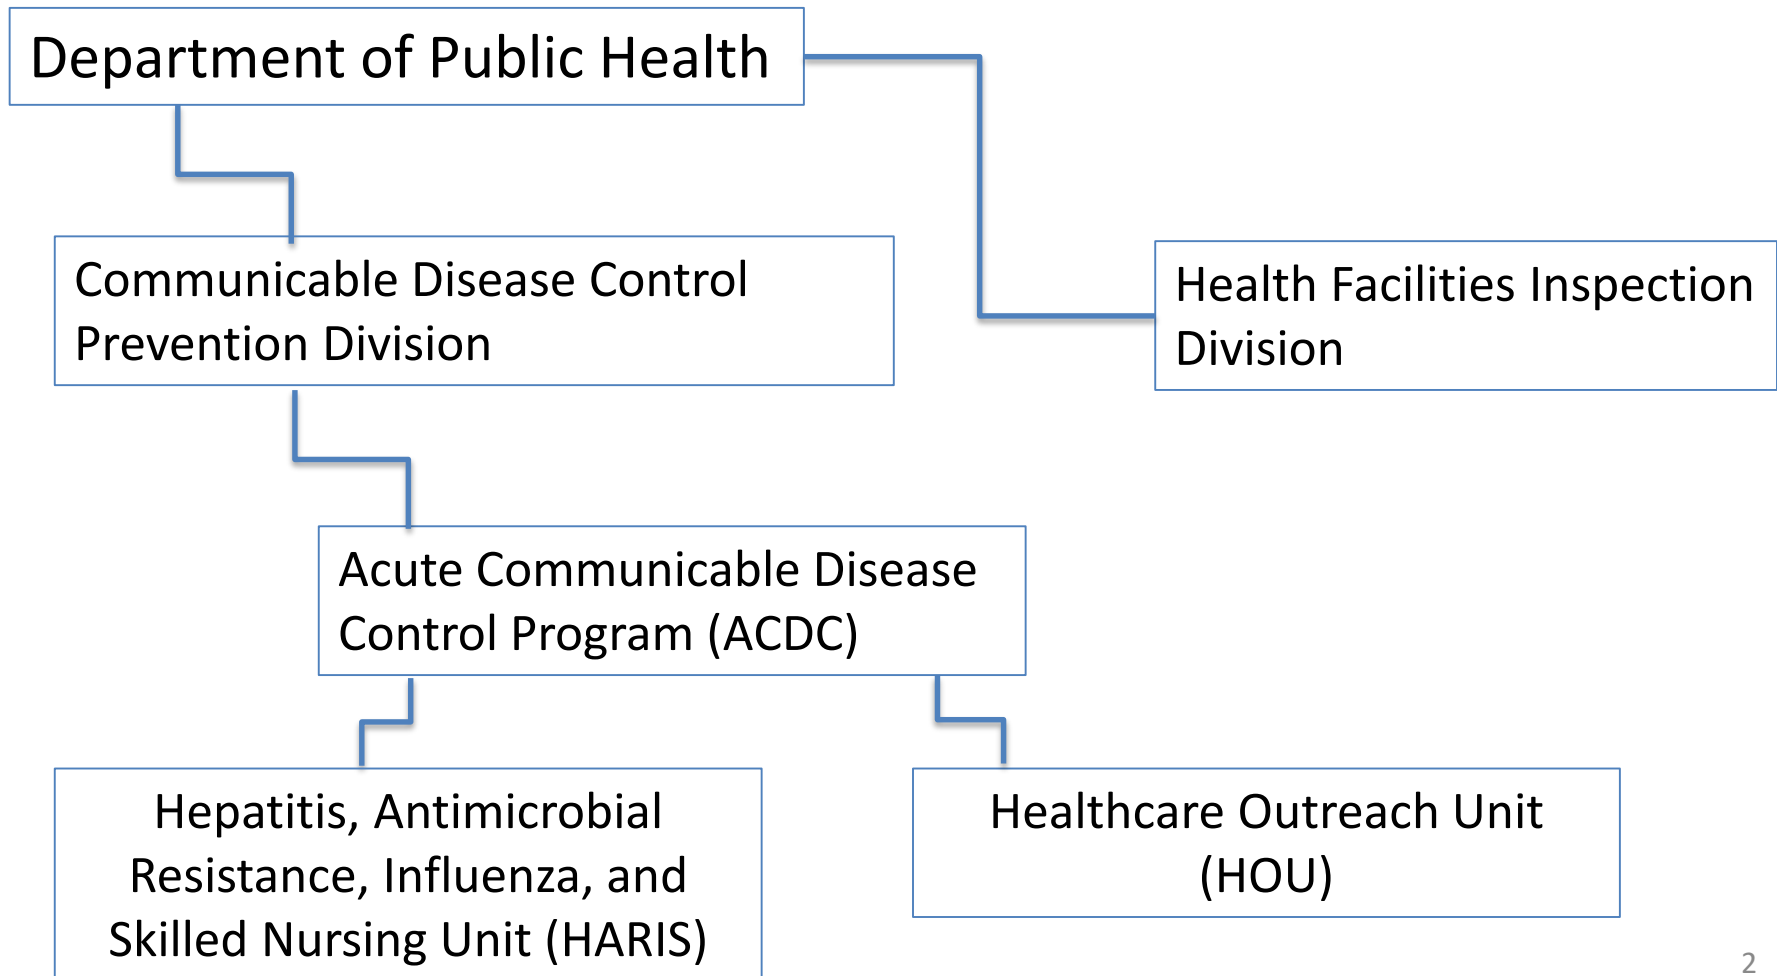 Department of Public Health
Communicable Disease Control
Prevention Division
Health Facilities Inspection
Division
Acute Communicable Disease
Control Program (ACDC)
Hepatitis, Antimicrobial
Resistance, Influenza, and
Skilled Nursing Unit (HARIS)
Healthcare Outreach Unit
(HOU)
2